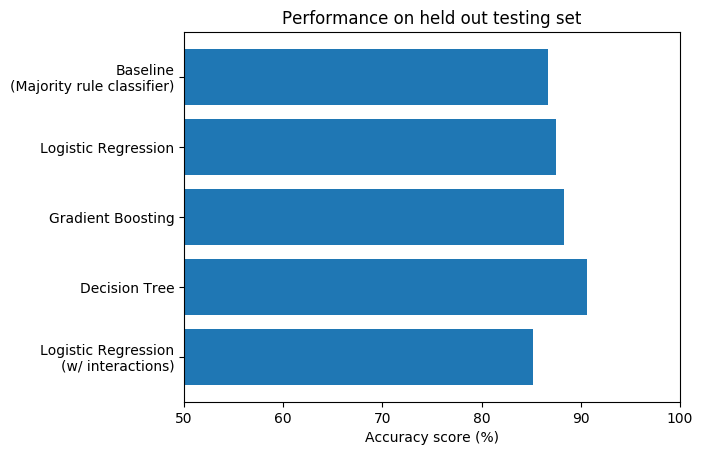 Performance on held out testing set
Baseline
(Majority rule classifier)
Logistic Regression
Gradient Boosting
Decision Tree
Logistic Regression
(w/ interactions)
50 60 70 80 90 100
Accuracy score (%)